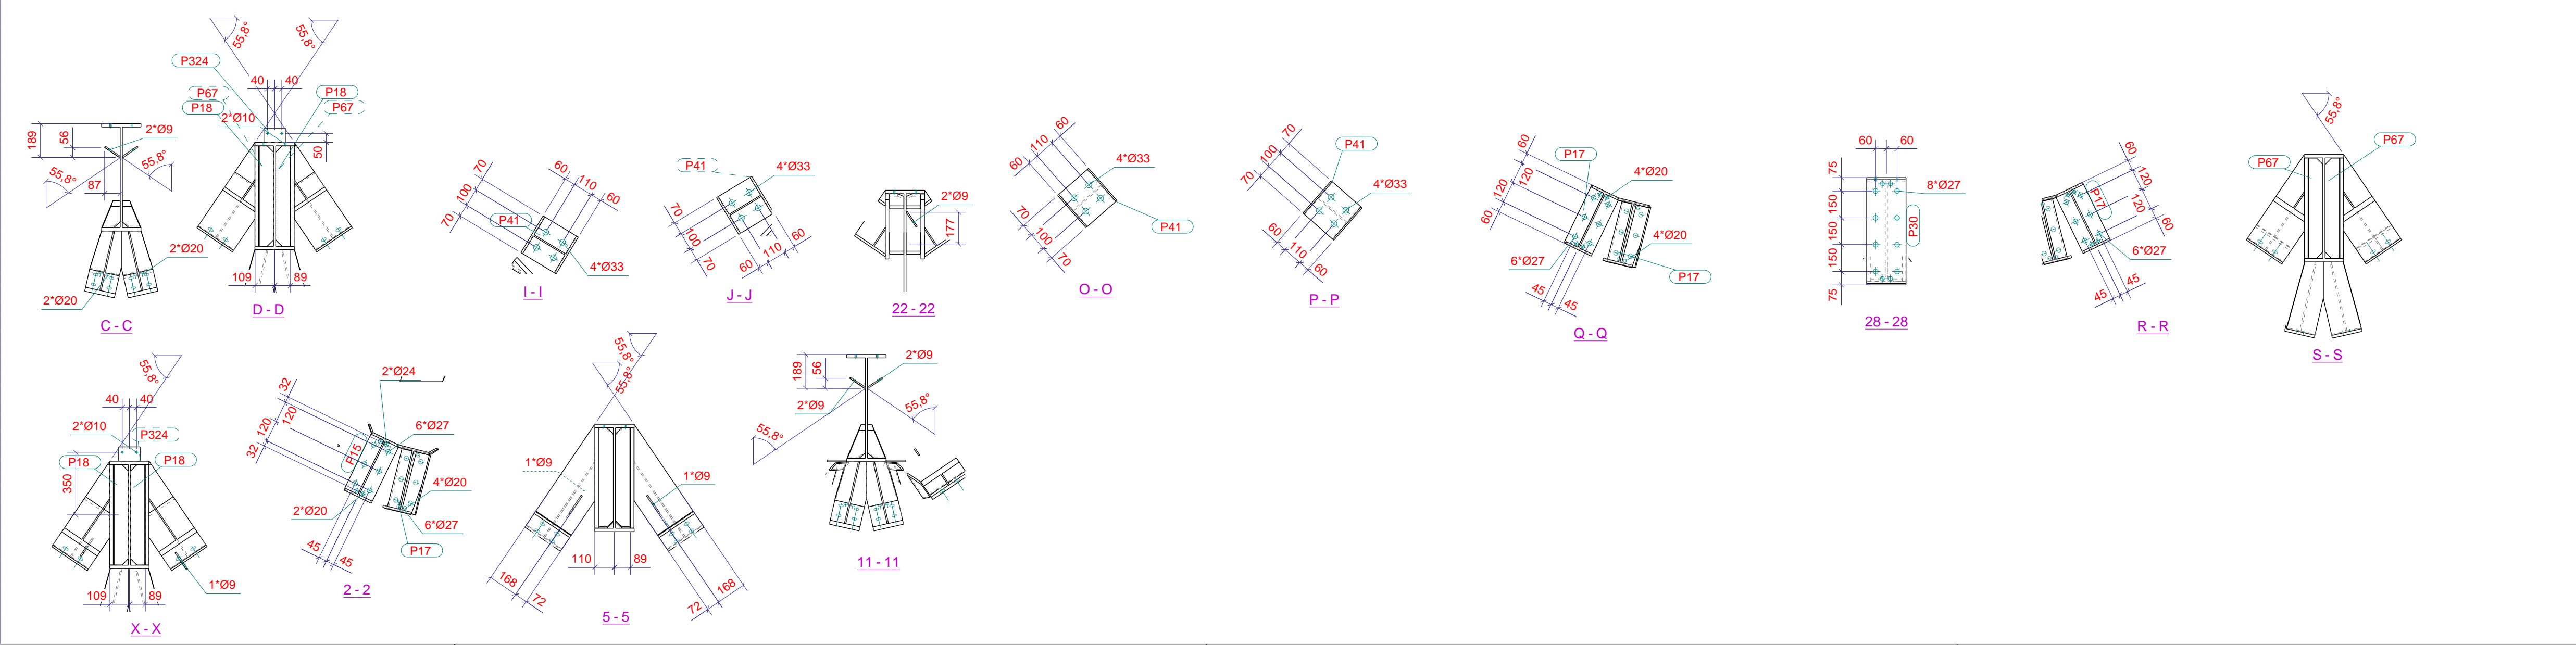 55,8°
55,8°
P324
40
40
P67
P18
P18
P67
2*Ø10
189
56
2*Ø9
50
55,8°
55,8°
87
2*Ø20
2*Ø20
109
89
C - C
D - D
70
60
110
60
100
P41
70
4*Ø33
I - I
P41
4*Ø33
70
100
70
60
110
60
J - J
2*Ø9
177
22 - 22
60
110
60
4*Ø33
70
100
70
P41
O - O
70
100
70
P41
4*Ø33
60
110
60
P - P
60
P17
120
120
4*Ø20
60
4*Ø20
6*Ø27
P17
45
45
Q - Q
60
60
75
8*Ø27
150
150
150
P30
75
28 - 28
60
120
P17
120
60
6*Ø27
45
45
R - R
55,8°
P67
P67
S - S
55,8°
40
40
2*Ø10
P324
P18
P18
350
1*Ø9
109
89
X - X
2*Ø24
32
120
120
6*Ø27
32
P15
4*Ø20
2*Ø20
6*Ø27
P17
45
45
2 - 2
55,8°
55,8°
1*Ø9
1*Ø9
110
89
168
72
72
168
5 - 5
189
56
2*Ø9
2*Ø9
55,8°
55,8°
11 - 11